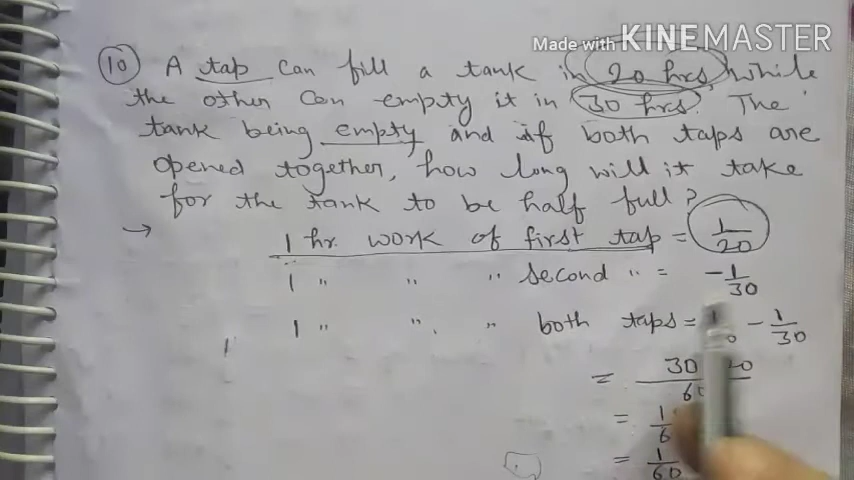 Made with KINEMASTER
10 A tap can fill a tank in 20 hrs while
the other can empty it in 30 hrs. The
tank being empty and if both taps are
opened together, how long will it take
for the tank to be half full?
→ 1 hr. work of first tap = 1/20
1 " " " second " = -1/30
1 " " " both taps = - 1/30
= 30
=
= 1/60